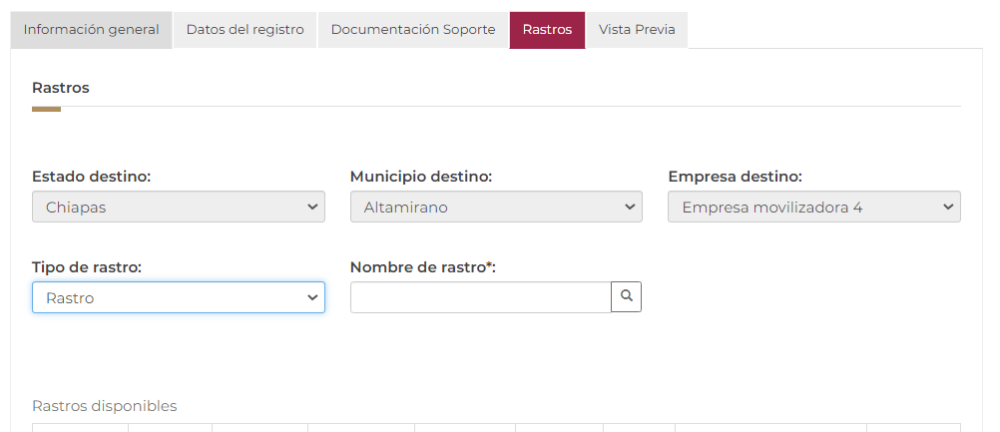 Información general Datos del registro Documentación Soporte Rastros Vista Previa
Rastros
Estado destino: Municipio destino: Empresa destino:
Chiapas Altamirano Empresa movilizadora 4
Tipo de rastro: Nombre de rastro*:
Rastro
Rastros disponibles